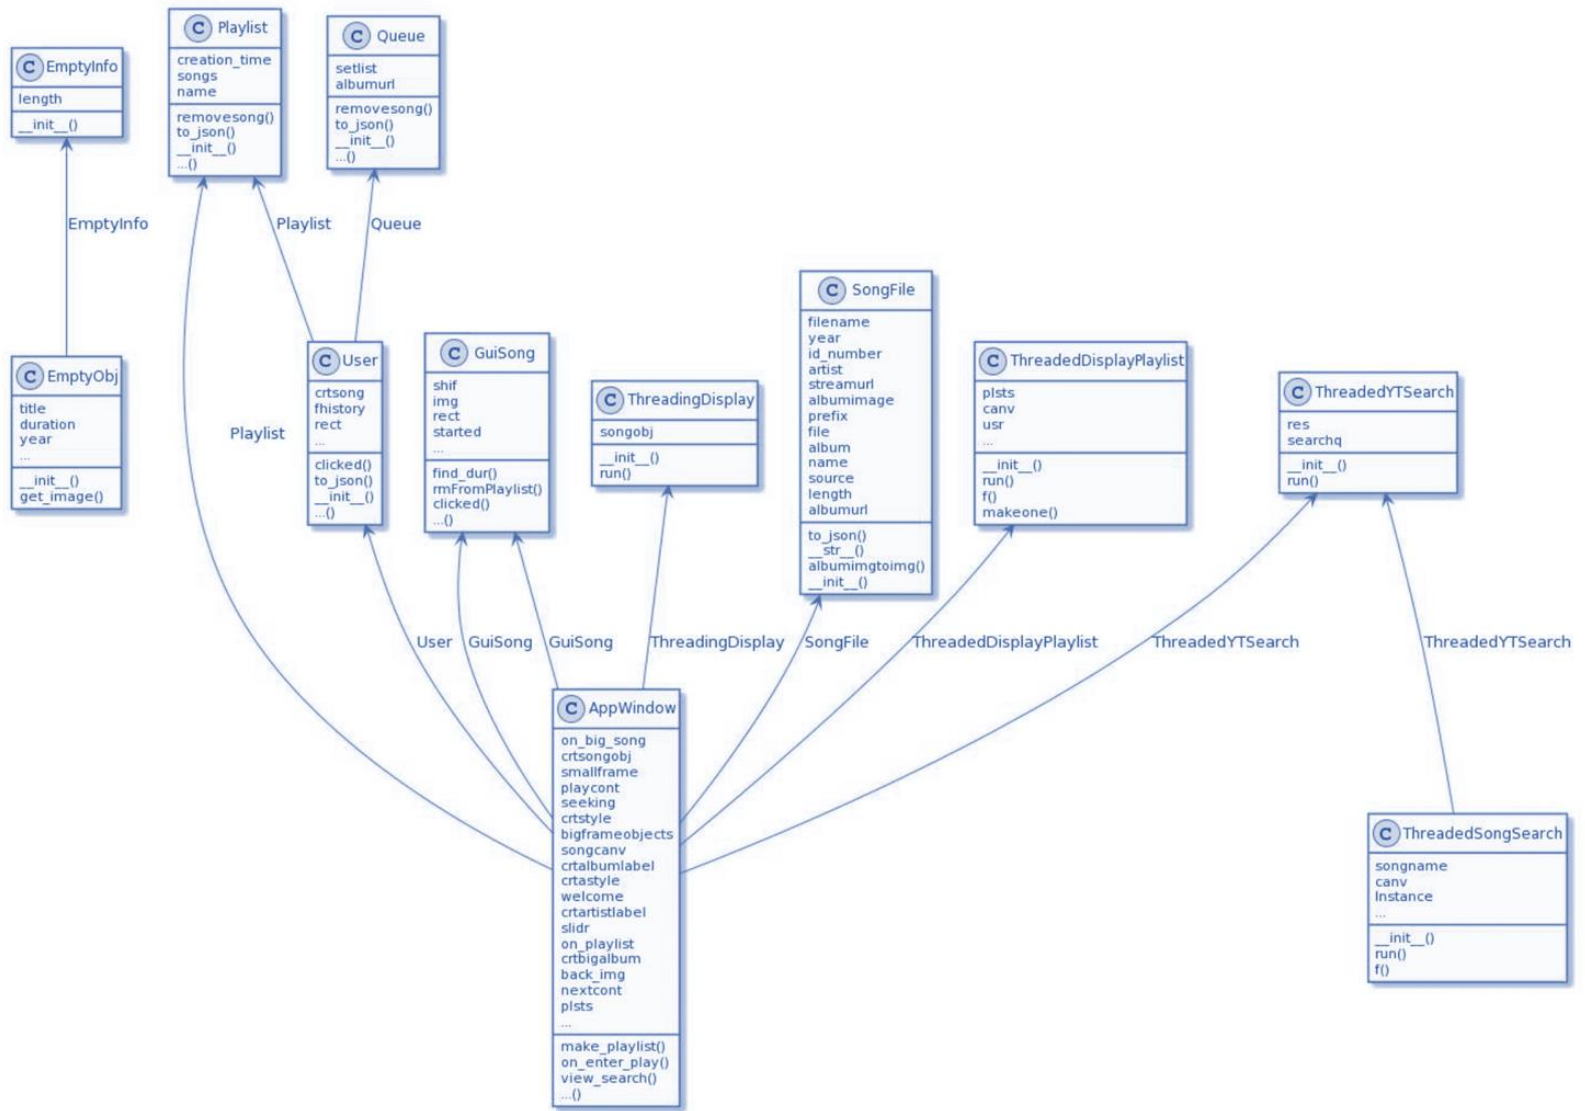 C EmptyInfo
length
__init__()
C Playlist
creation_time
songs
name
removesong()
to_json()
__init__()
...()
C Queue
setlist
albumurl
removesong()
to_json()
__init__()
...()
EmptyInfo
Playlist
Queue
C EmptyObj
title
duration
year
...
__init__()
get_image()
Playlist
C User
crtsong
fhistory
rect
...
clicked()
to_json()
__init__()
...()
C GuiSong
shif
img
rect
started
...
find_dur()
rmFromPlaylist()
clicked()
...()
C ThreadingDisplay
songobj
__init__()
run()
C SongFile
filename
year
id_number
artist
streamurl
albumimage
prefix
file
album
name
source
length
albumurl
to_json()
__str__()
albumimgtoimg()
__init__()
C ThreadedDisplayPlaylist
plsts
canv
usr
...
__init__()
run()
f()
makeone()
C ThreadedYTSearch
res
searchq
__init__()
run()
User
GuiSong
GuiSong
ThreadingDisplay
SongFile
ThreadedDisplayPlaylist
ThreadedYTSearch
ThreadedYTSearch
C AppWindow
on_big_song
crtsongobj
smallframe
playcont
seeking
crtstyle
bigframeobjects
songcanv
crtalbumlabel
crtastyle
welcome
crtartistlabel
slidr
on_playlist
crtbigalbum
back_img
nextcont
plsts
...
make_playlist()
on_enter_play()
view_search()
...()
C ThreadedSongSearch
songname
canv
Instance
...
__init__()
run()
f()